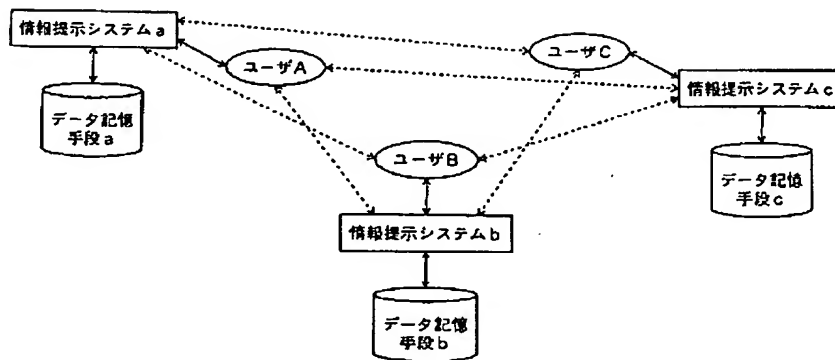 情報提示システムa
ユーザA
ユーザC
情報提示システムc
データ記憶
手段a
ユーザB
データ記憶
手段c
情報提示システムb
データ記憶
手段b